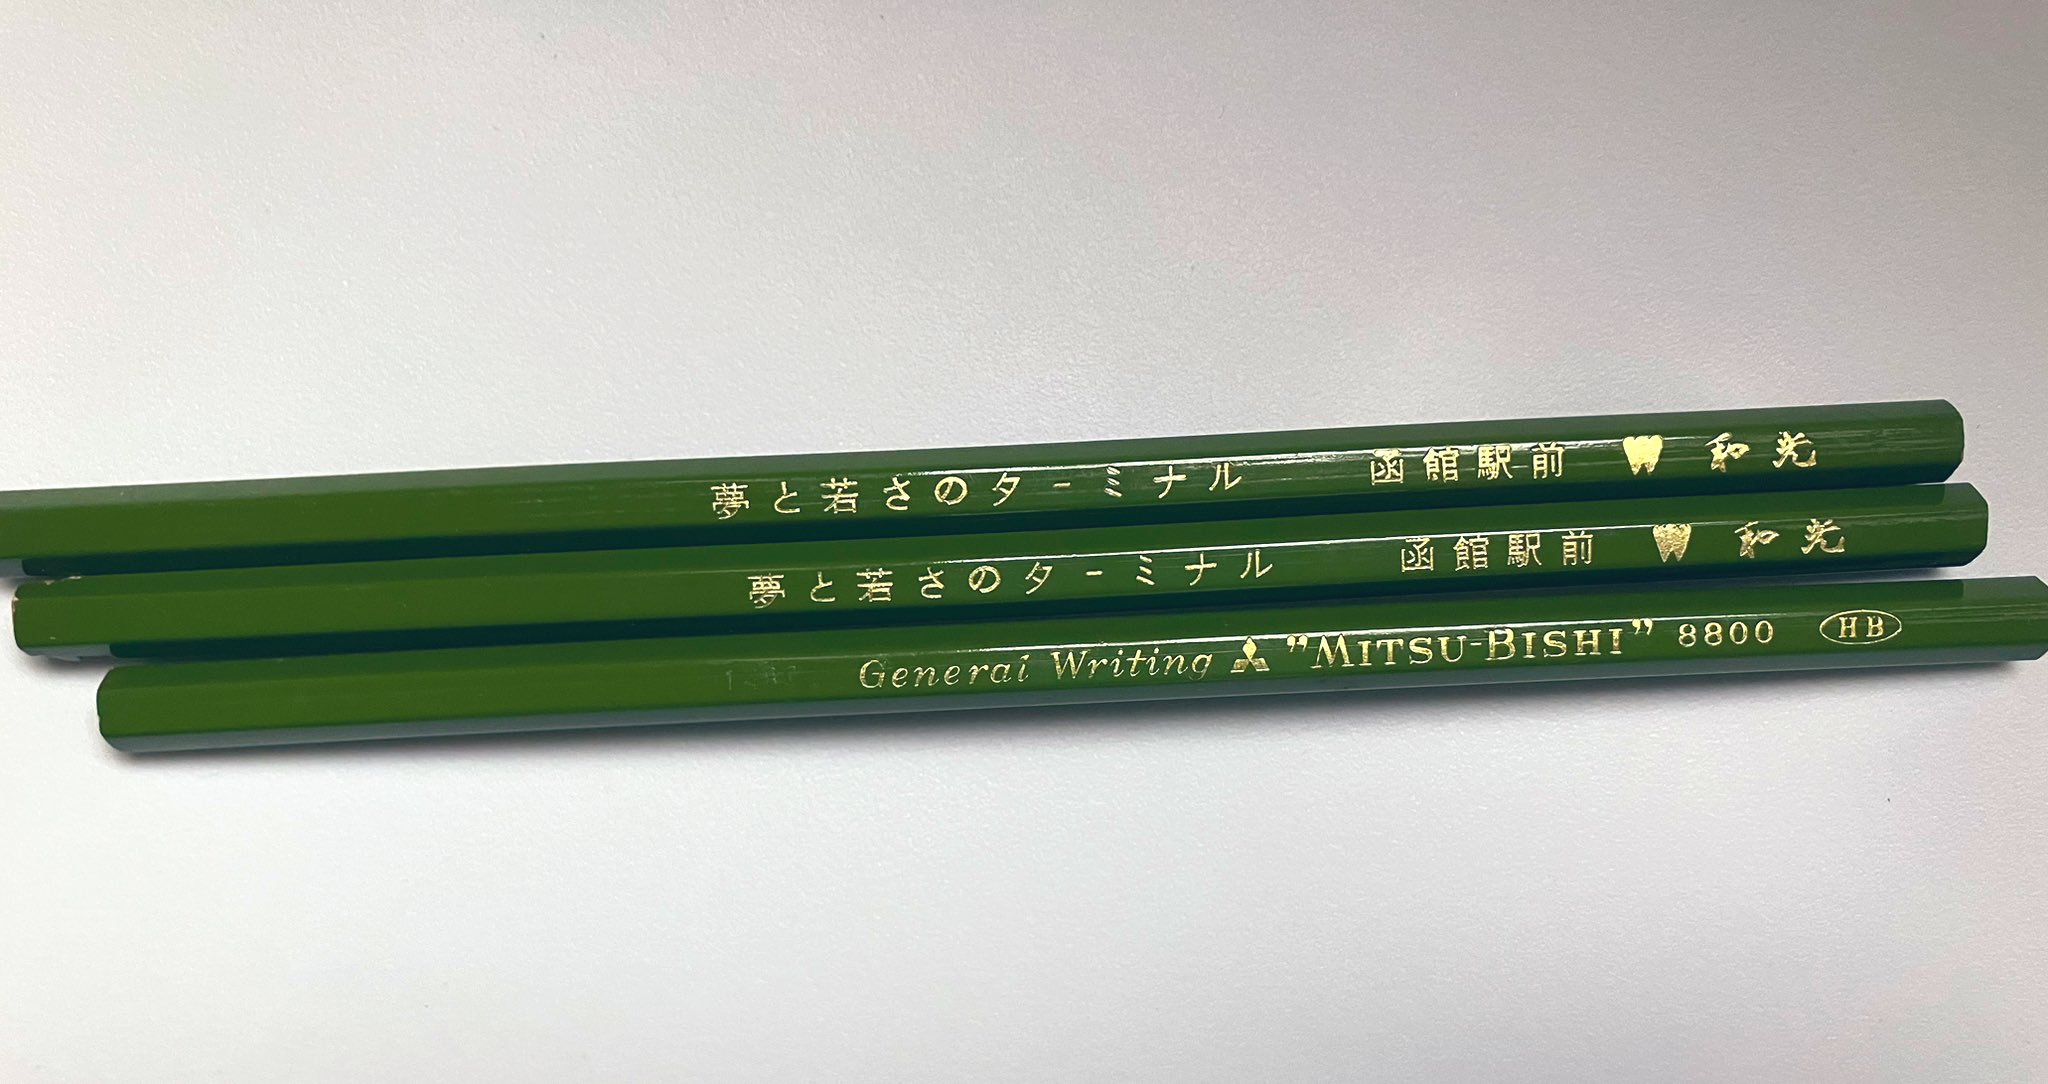 夢と若さのターミナル 函館駅前 W 和光
夢と若さのターミナル 函館駅前 W 和光
General Writing "MITSU-BISHI" 8800 HB